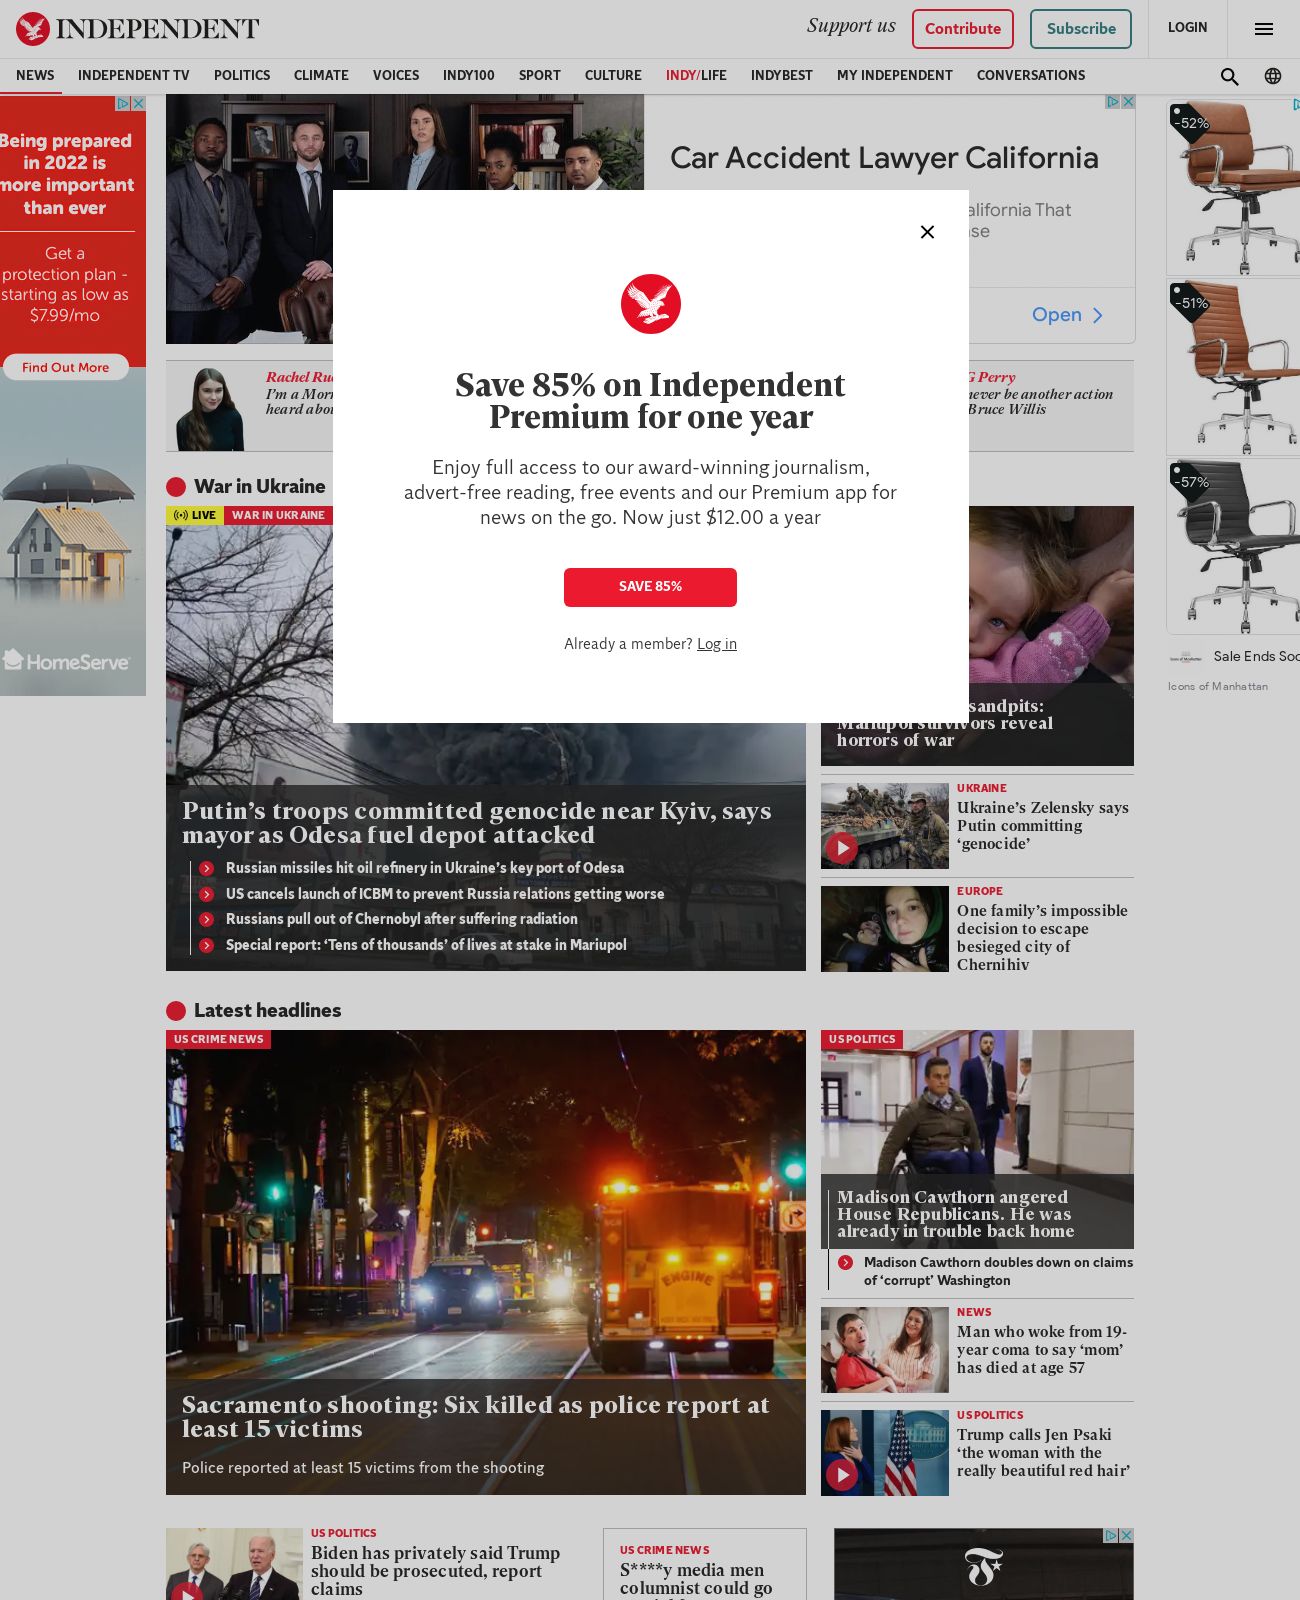 INDEPENDENT
Support us
Contribute
Subscribe
LOGIN
NEWS
INDEPENDENT TV
POLITICS
CLIMATE
VOICES
INDY100
SPORT
CULTURE
INDY/LIFE
INDYBEST
MY INDEPENDENT
CONVERSATIONS
Being prepared
in 2022 is
more important
than ever
Get a
protection plan -
starting as low as
$7.99/mo
Find Out More
HomeServe
Car Accident Lawyer California
alifornia That
Open
-52%
-51%
-57%
Sale Ends
Icons of Manhattan
Rachel
I'm a
heard
Perry
never be another action
Bruce Willis
Save 85% on Independent
Premium for one year
Enjoy full access to our award-winning journalism,
advert-free reading, free events and our Premium app for
news on the go. Now just $12.00 a year
SAVE 85%
Already a member? Log in
War in Ukraine
LIVE
WAR IN UKRAINE
Putin’s troops committed genocide near Kyiv, says
mayor as Odesa fuel depot attacked
Russian missiles hit oil refinery in Ukraine’s key port of Odesa
US cancels launch of ICBM to prevent Russia relations getting worse
Russians pull out of Chernobyl after suffering radiation
Special report: ‘Tens of thousands’ of lives at stake in Mariupol
sandpits:
Mariupol survivors reveal
horrors of war
UKRAINE
Ukraine’s Zelensky says
Putin committing
‘genocide’
EUROPE
One family’s impossible
decision to escape
besieged city of
Chernihiv
Latest headlines
US CRIME NEWS
ENGINE
Sacramento shooting: Six killed as police report at
least 15 victims
Police reported at least 15 victims from the shooting
US POLITICS
Madison Cawthorn angered
House Republicans. He was
already in trouble back home
Madison Cawthorn doubles down on claims
of ‘corrupt’ Washington
NEWS
Man who woke from 19-
year coma to say ‘mom’
has died at age 57
US POLITICS
Trump calls Jen Psaki
‘the woman with the
really beautiful red hair’
US POLITICS
Biden has privately said Trump
should be prosecuted, report
claims
US CRIME NEWS
S****y media men
columnist could go